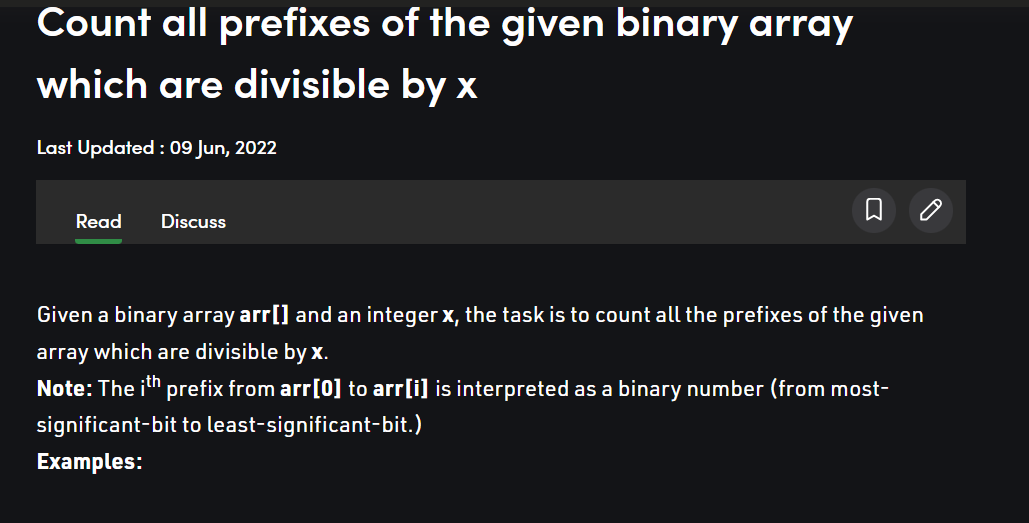 Count all prefixes of the given binary array
which are divisible by x
Last Updated : 09 Jun, 2022
Read Discuss
Given a binary array arr[] and an integer x, the task is to count all the prefixes of the given
array which are divisible by x.
Note: The ith prefix from arr[0] to arr[i] is interpreted as a binary number (from most-
significant-bit to least-significant-bit.)
Examples: